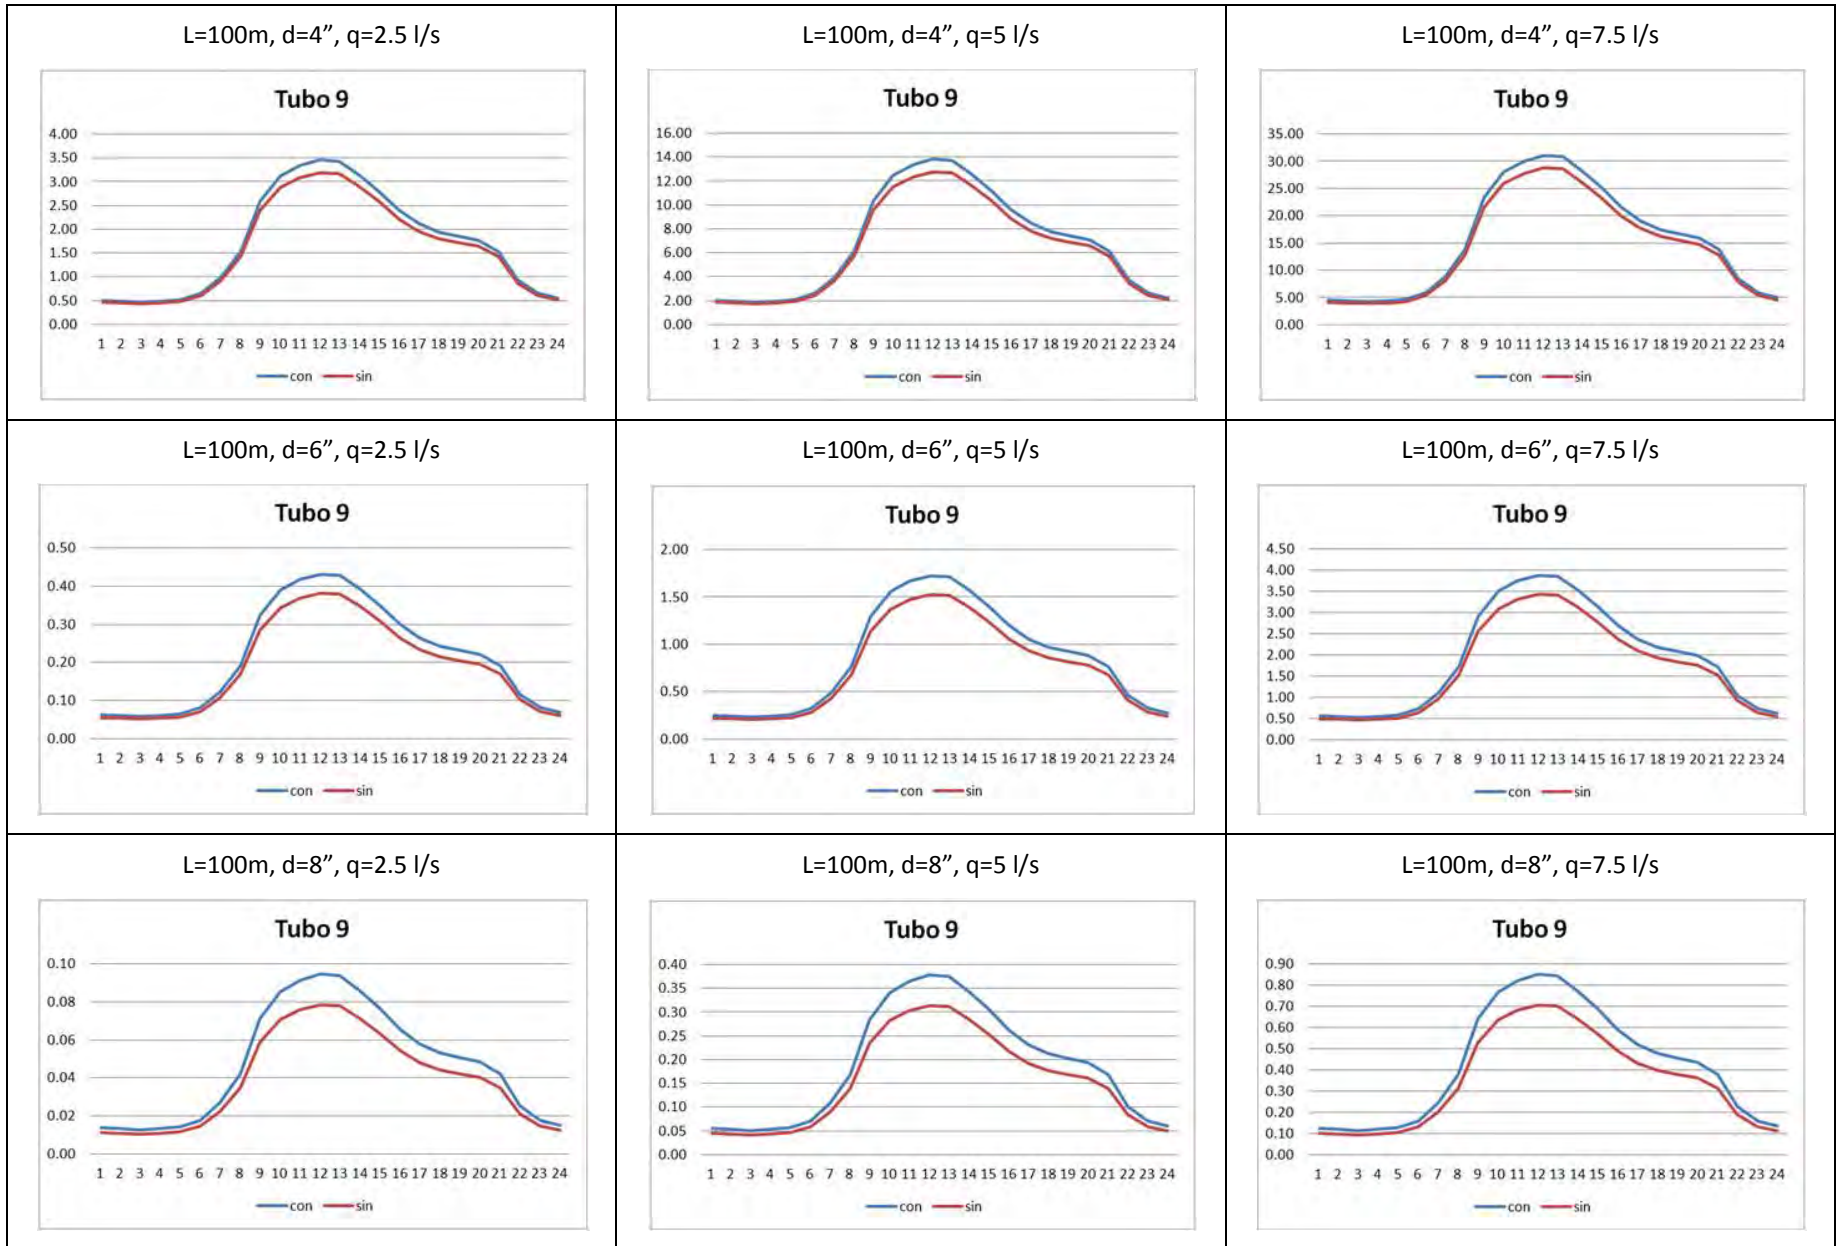 L=100m, d=4”, q=2.5 l/s
Tubo 9
4.00
3.50
3.00
2.50
2.00
1.50
1.00
0.50
0.00
1 2 3 4 5 6 7 8 9 10 11 12 13 14 15 16 17 18 19 20 21 22 23 24
con sin
L=100m, d=4”, q=5 l/s
Tubo 9
16.00
14.00
12.00
10.00
8.00
6.00
4.00
2.00
0.00
1 2 3 4 5 6 7 8 9 10 11 12 13 14 15 16 17 18 19 20 21 22 23 24
con sin
L=100m, d=4”, q=7.5 l/s
Tubo 9
35.00
30.00
25.00
20.00
15.00
10.00
5.00
0.00
1 2 3 4 5 6 7 8 9 10 11 12 13 14 15 16 17 18 19 20 21 22 23 24
con sin
L=100m, d=6”, q=2.5 l/s
Tubo 9
0.50
0.40
0.30
0.20
0.10
0.00
1 2 3 4 5 6 7 8 9 10 11 12 13 14 15 16 17 18 19 20 21 22 23 24
con sin
L=100m, d=6”, q=5 l/s
Tubo 9
2.00
1.50
1.00
0.50
0.00
1 2 3 4 5 6 7 8 9 10 11 12 13 14 15 16 17 18 19 20 21 22 23 24
con sin
L=100m, d=6”, q=7.5 l/s
Tubo 9
4.50
4.00
3.50
3.00
2.50
2.00
1.50
1.00
0.50
0.00
1 2 3 4 5 6 7 8 9 10 11 12 13 14 15 16 17 18 19 20 21 22 23 24
con sin
L=100m, d=8”, q=2.5 l/s
Tubo 9
0.10
0.08
0.06
0.04
0.02
0.00
1 2 3 4 5 6 7 8 9 10 11 12 13 14 15 16 17 18 19 20 21 22 23 24
con sin
L=100m, d=8”, q=5 l/s
Tubo 9
0.40
0.35
0.30
0.25
0.20
0.15
0.10
0.05
0.00
1 2 3 4 5 6 7 8 9 10 11 12 13 14 15 16 17 18 19 20 21 22 23 24
con sin
L=100m, d=8”, q=7.5 l/s
Tubo 9
0.90
0.80
0.70
0.60
0.50
0.40
0.30
0.20
0.10
0.00
1 2 3 4 5 6 7 8 9 10 11 12 13 14 15 16 17 18 19 20 21 22 23 24
con sin